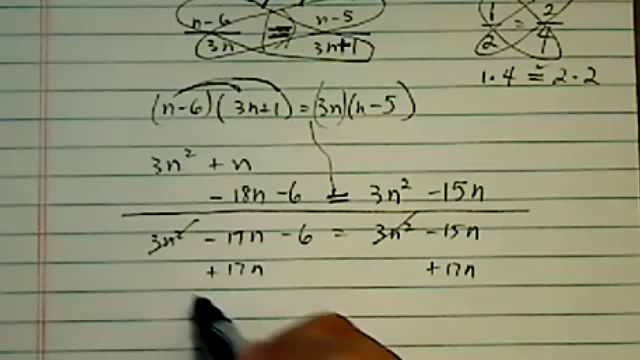 n-6 / 3n = n-5 / 3n+1
1/2 = 2/4
1·4 = 2·2
(n-6)(3n+1) = (3n)(n-5)
3n² + n
- 18n - 6 = 3n² - 15n
3n² - 17n - 6 = 3n² - 15n
+ 17n + 17n